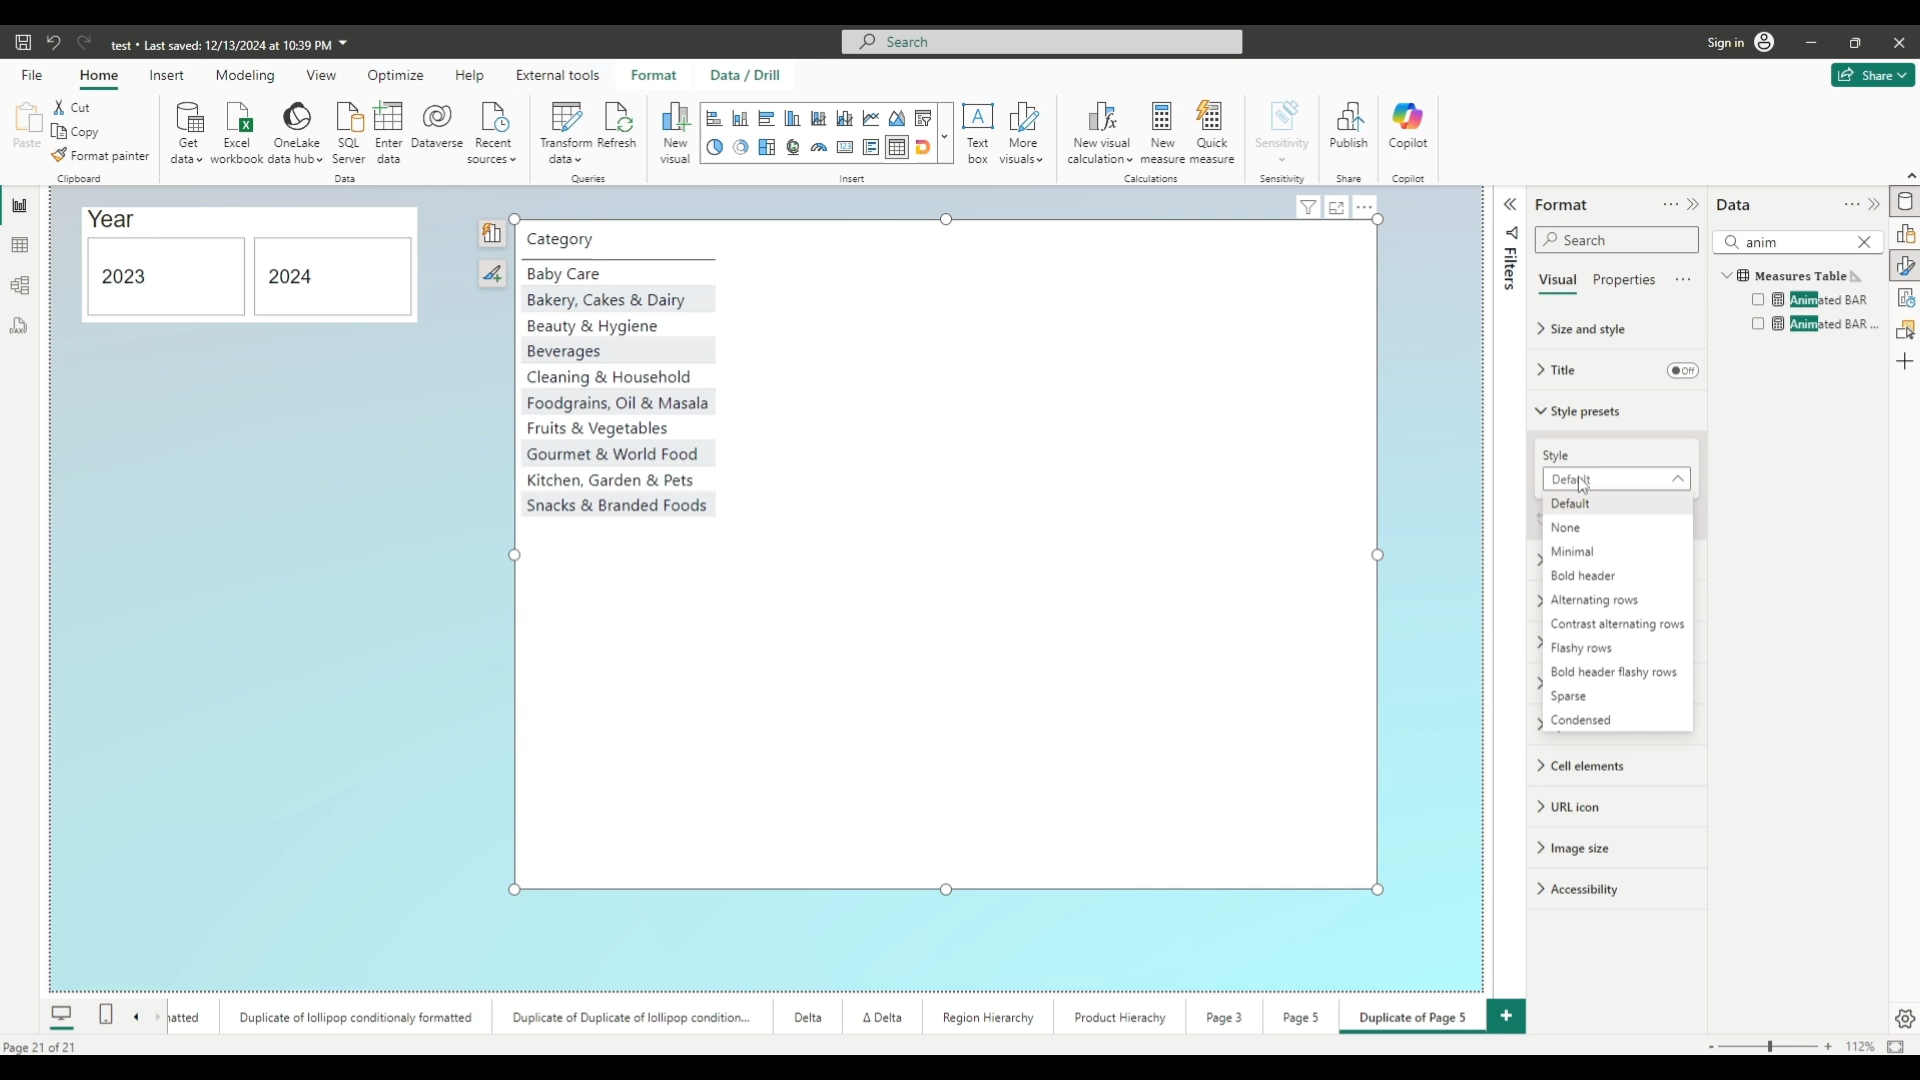 test • Last saved: 12/13/2024 at 10:39 PM
Search
Sign in
File Home Insert Modeling View Optimize Help External tools Format Data / Drill
Share
Paste
Cut
Copy
Format painter
Clipboard
Get data
Excel workbook
OneLake data hub
SQL Server
Enter data
Dataverse
Recent sources
Data
Transform data
Refresh
Queries
New visual
123
Text box
More visuals
Insert
New visual calculation
New measure
Quick measure
Calculations
Sensitivity
Sensitivity
Publish
Share
Copilot
Copilot
DAX
Year
2023 2024
Category
Baby Care
Bakery, Cakes & Dairy
Beauty & Hygiene
Beverages
Cleaning & Household
Foodgrains, Oil & Masala
Fruits & Vegetables
Gourmet & World Food
Kitchen, Garden & Pets
Snacks & Branded Foods
Filters
Format
Search
Visual Properties
Size and style
Title Off
Style presets
Style
Default
Default
None
Minimal
Bold header
Alternating rows
Contrast alternating rows
Flashy rows
Bold header flashy rows
Sparse
Condensed
Cell elements
URL icon
Image size
Accessibility
Data
anim
Measures Table
Animated BAR
Animated BAR ...
atted
Duplicate of lollipop conditionaly formatted
Duplicate of Duplicate of lollipop condition...
Delta
Δ Delta
Region Hierarchy
Product Hierachy
Page 3
Page 5
Duplicate of Page 5
Page 21 of 21
- + 112%